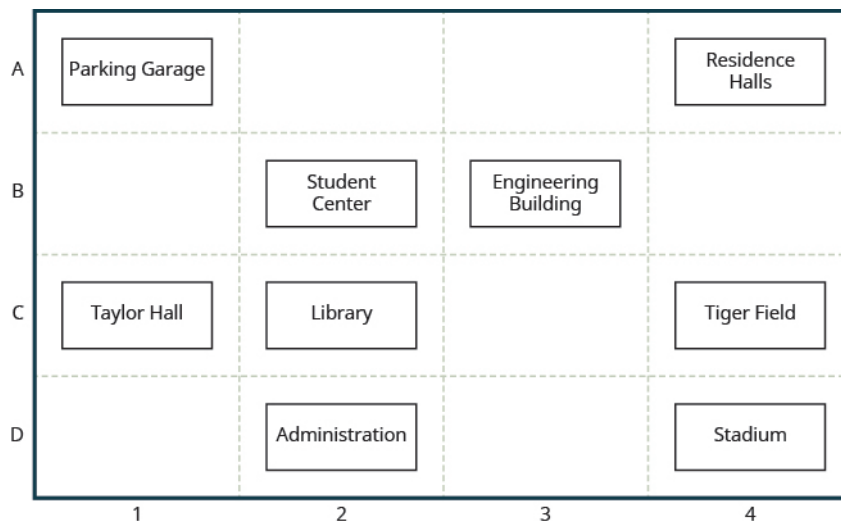 A
Parking Garage
Residence
Halls
B
Student
Center
Engineering
Building
C
Taylor Hall
Library
Tiger Field
D
Administration
Stadium
1
2
3
4